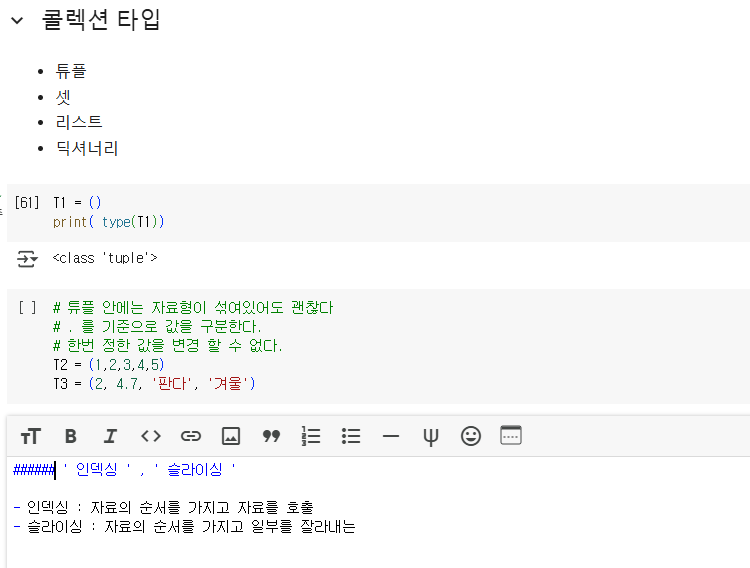 콜렉션 타입
• 튜플
• 셋
• 리스트
• 딕셔너리
[61] T1 = ()
print( type(T1))
<class 'tuple'>
[ ] # 튜플 안에는 자료형이 섞여있어도 괜찮다
# . 를 기준으로 값을 구분한다.
# 한번 정한 값을 변경 할 수 없다.
T2 = (1,2,3,4,5)
T3 = (2, 4.7, '판다', '겨울')
###### ' 인덱싱 ' , ' 슬라이싱 '
- 인덱싱 : 자료의 순서를 가지고 자료를 호출
- 슬라이싱 : 자료의 순서를 가지고 일부를 잘라내는